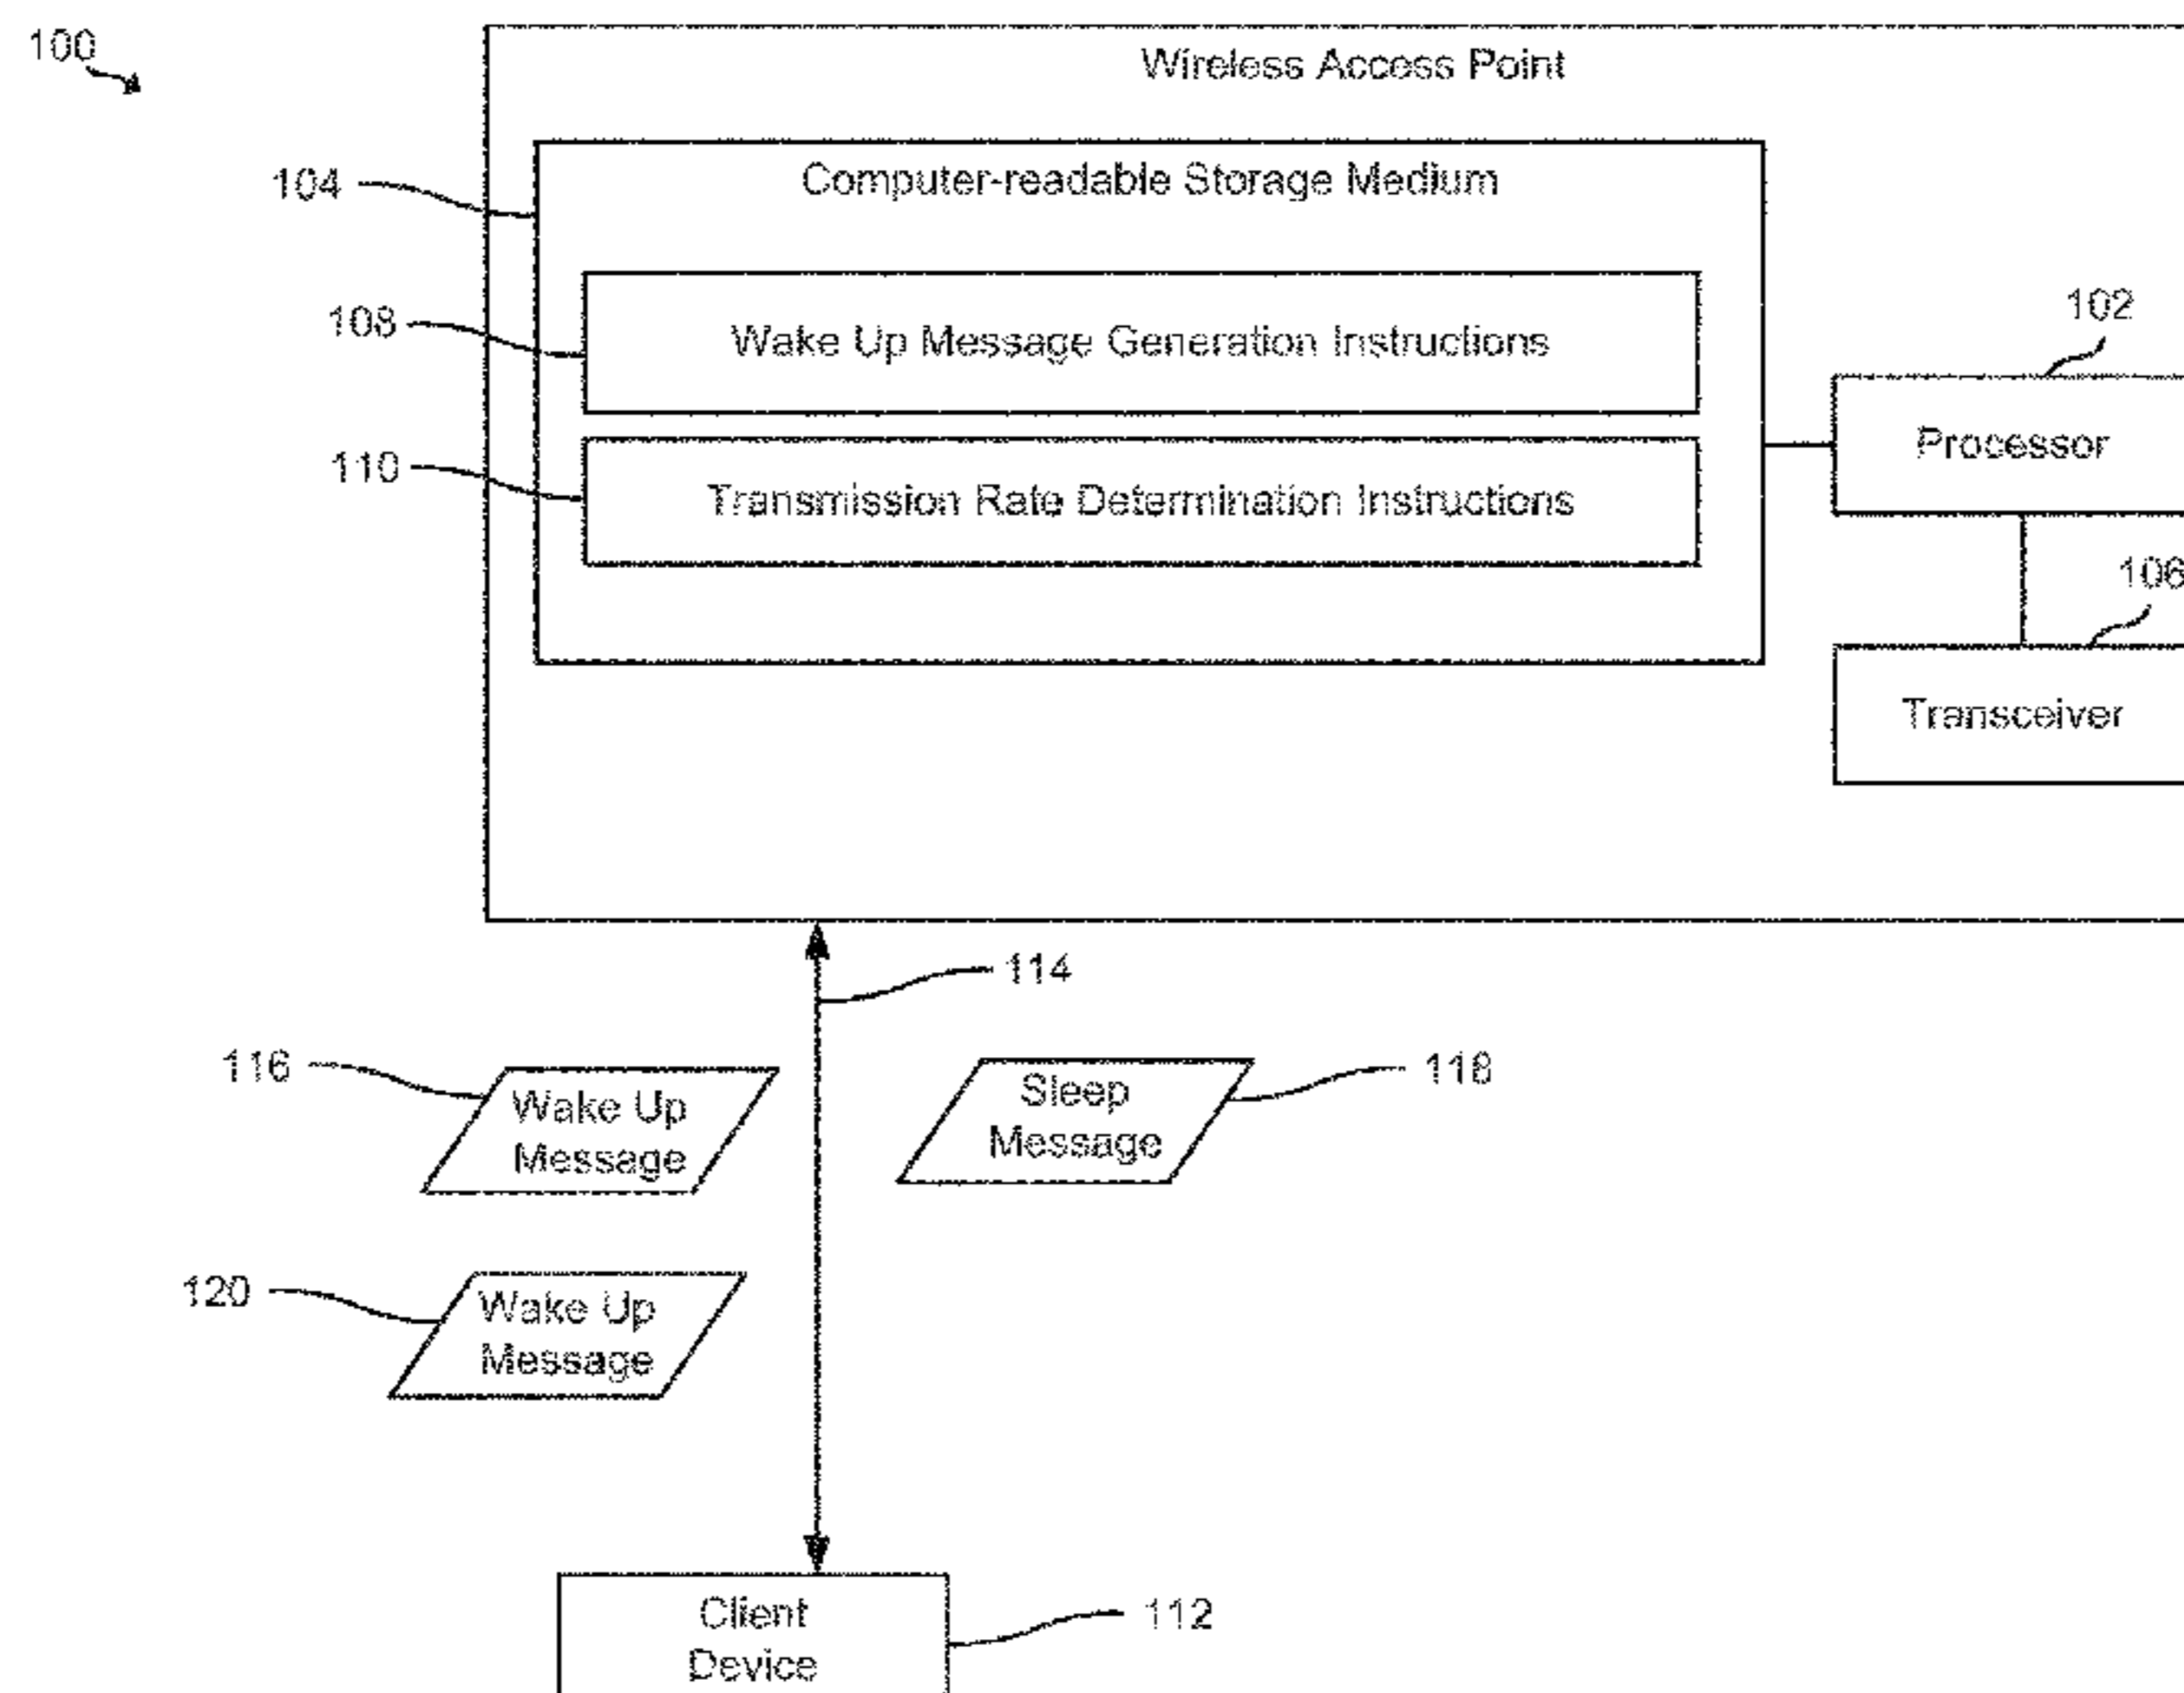 100
Wireless Access Point
104
Computer-readable Storage Medium
108
Wake Up Message Generation Instructions
102
Processor
110
Transmission Rate Determination Instructions
106
Transceiver
114
116
Wake Up
Message
Sleep
Message
118
120
Wake Up
Message
Client
Device
112